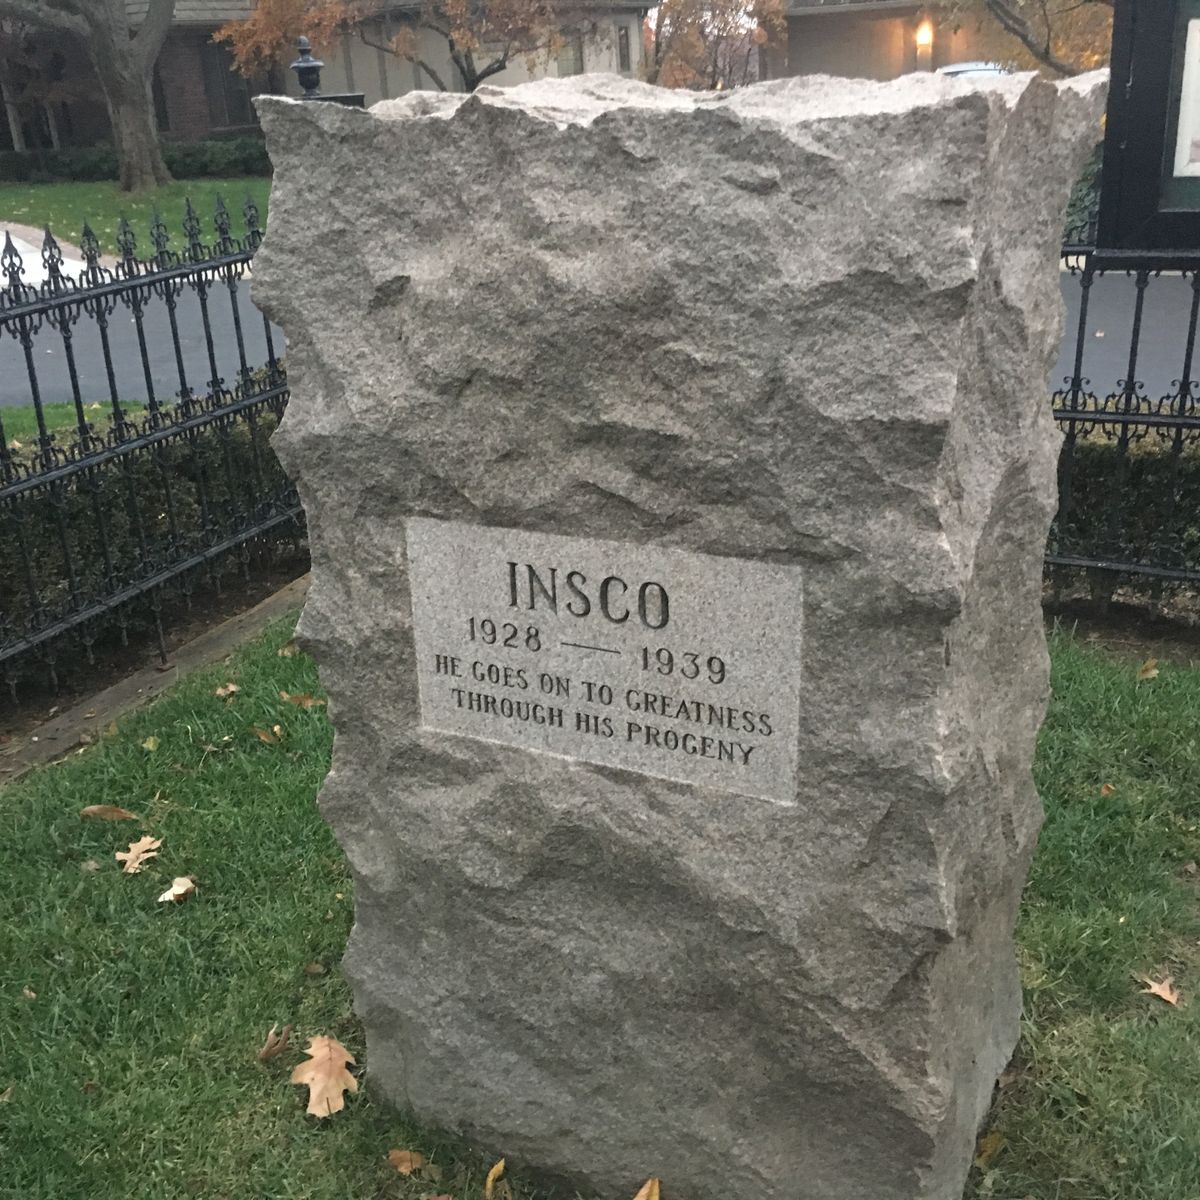 INSCO
1928 — 1939
HE GOES ON TO GREATNESS
THROUGH HIS PROGENY